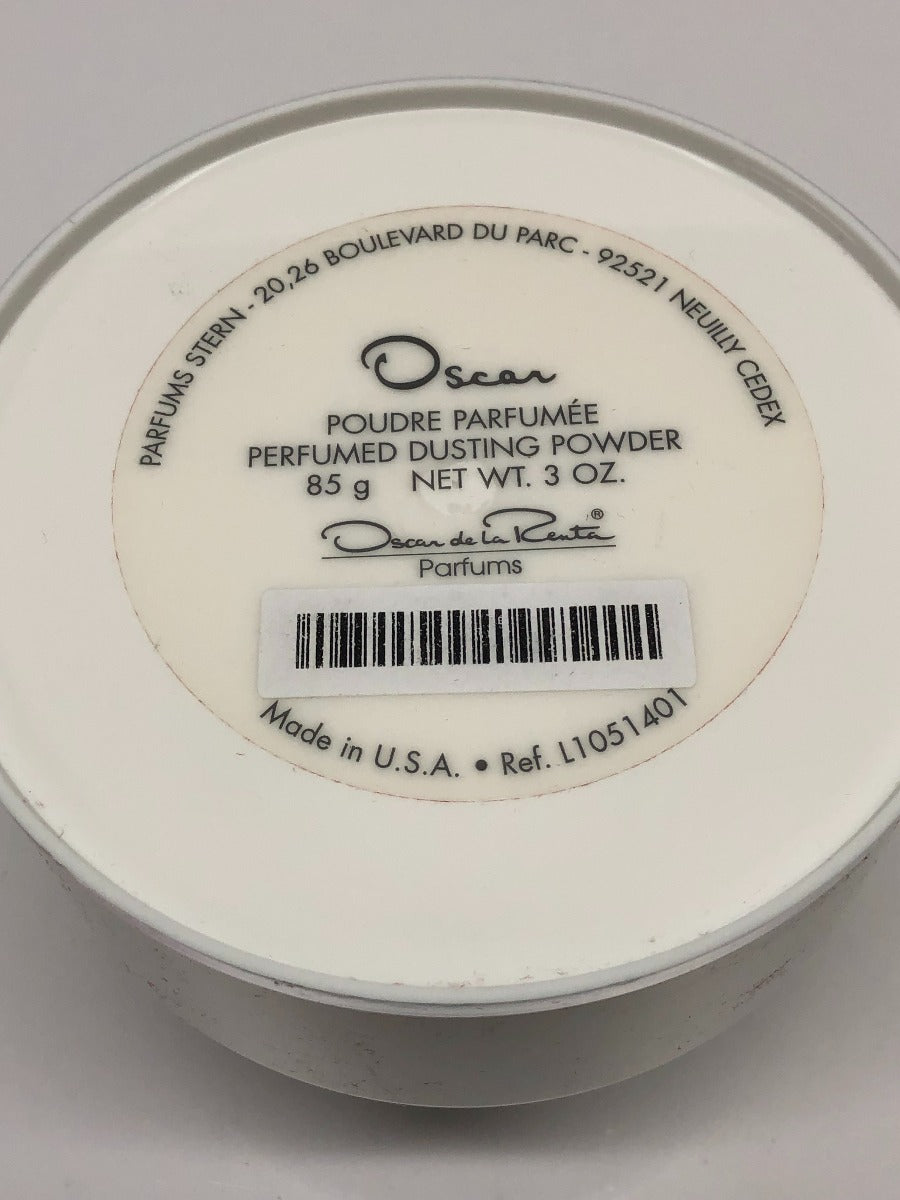 PARFUMS STERN - 20,26 BOULEVARD DU PARC - 92521 NEUILLY CEDEX
Oscar
POUDRE PARFUMÉE
PERFUMED DUSTING POWDER
85 g NET WT. 3 OZ.
Oscar de la Renta®
Parfums
Made in U.S.A. • Ref. L1051401